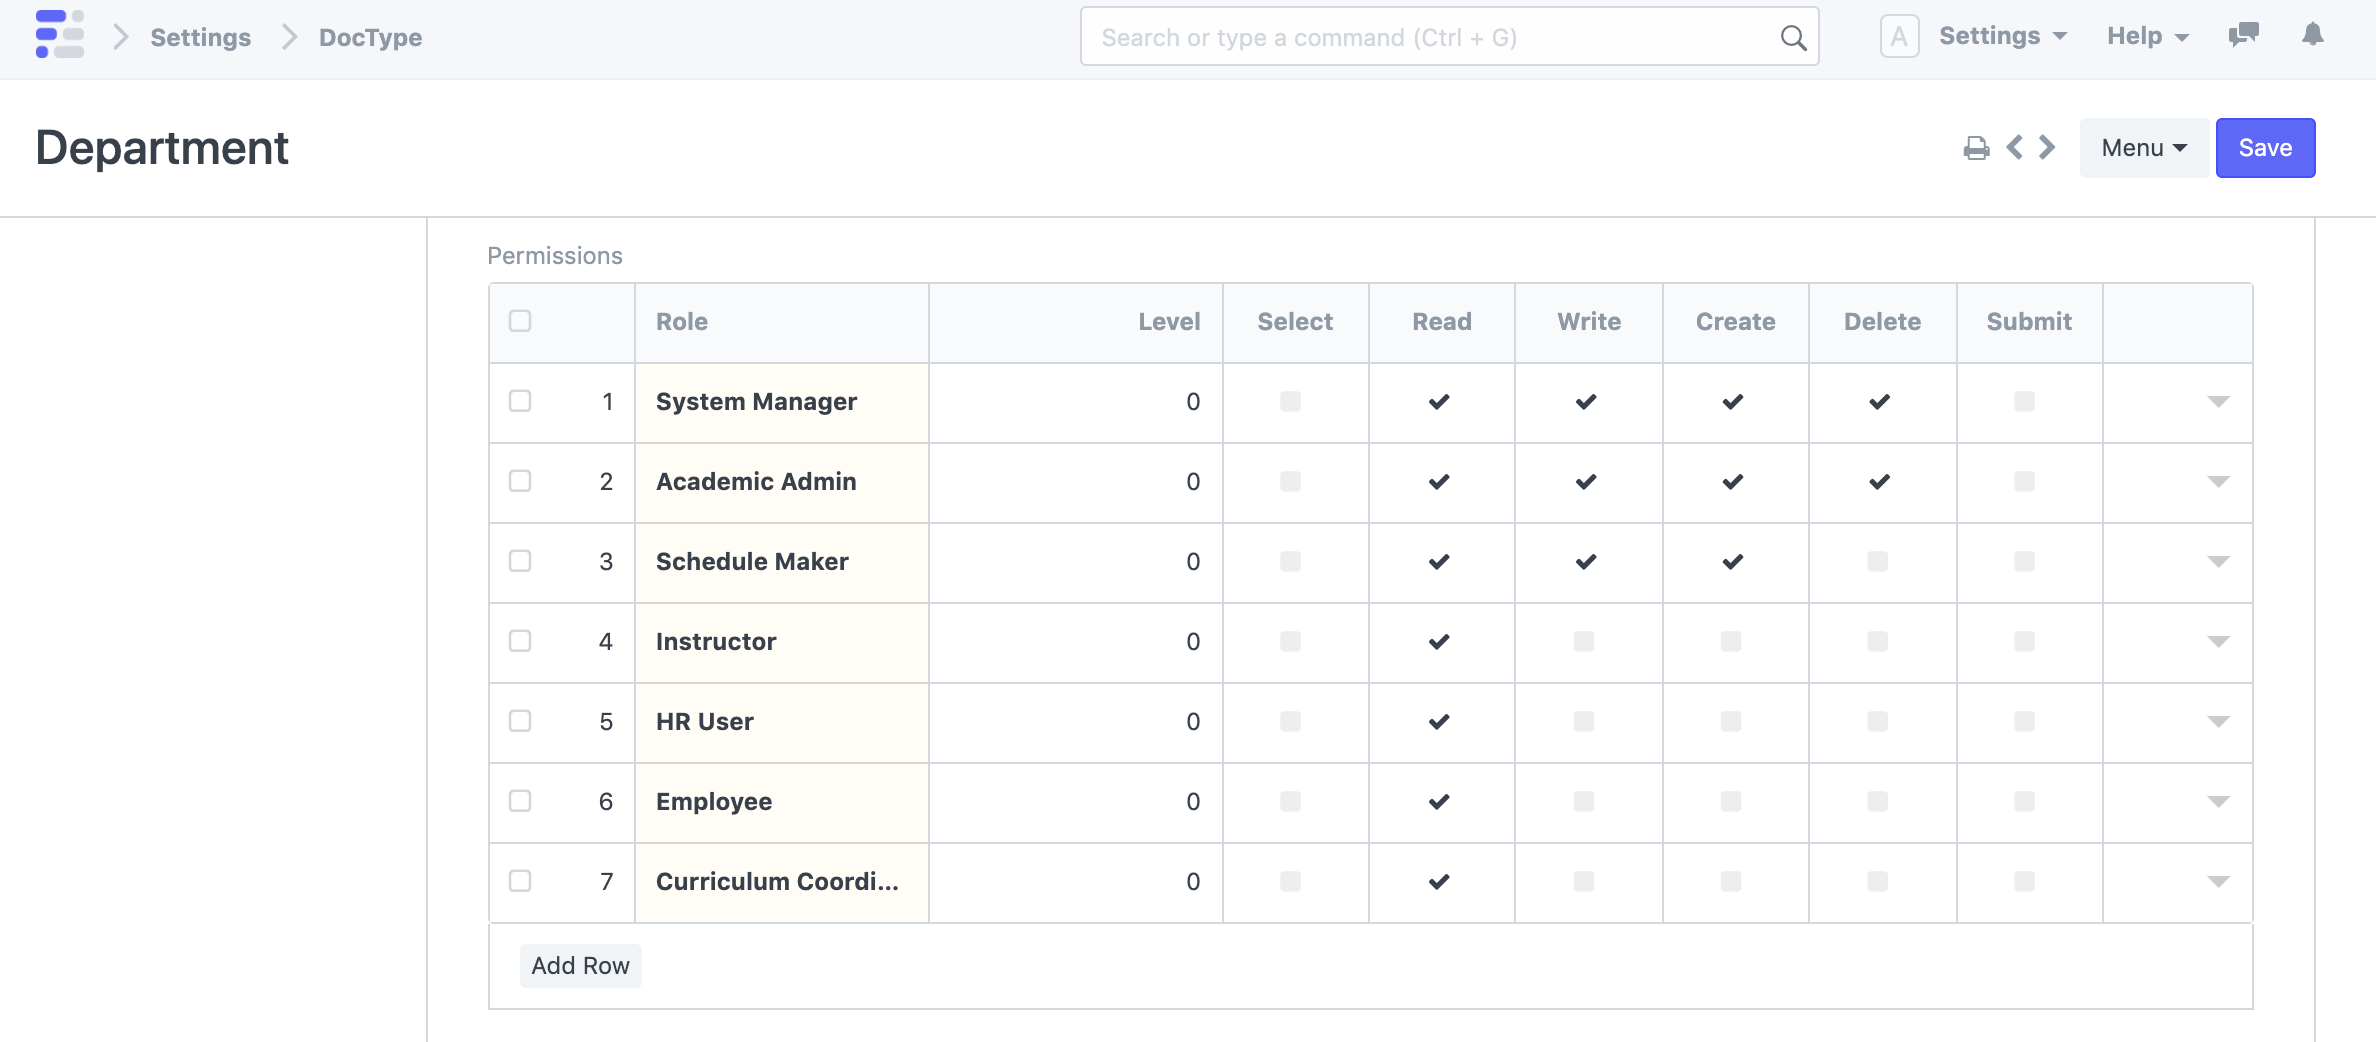 Settings DocType Search or type a command (Ctrl + G) A Settings Help
Department Menu Save
Permissions
Role Level Select Read Write Create Delete Submit
1 System Manager 0
2 Academic Admin 0
3 Schedule Maker 0
4 Instructor 0
5 HR User 0
6 Employee 0
7 Curriculum Coordi... 0
Add Row